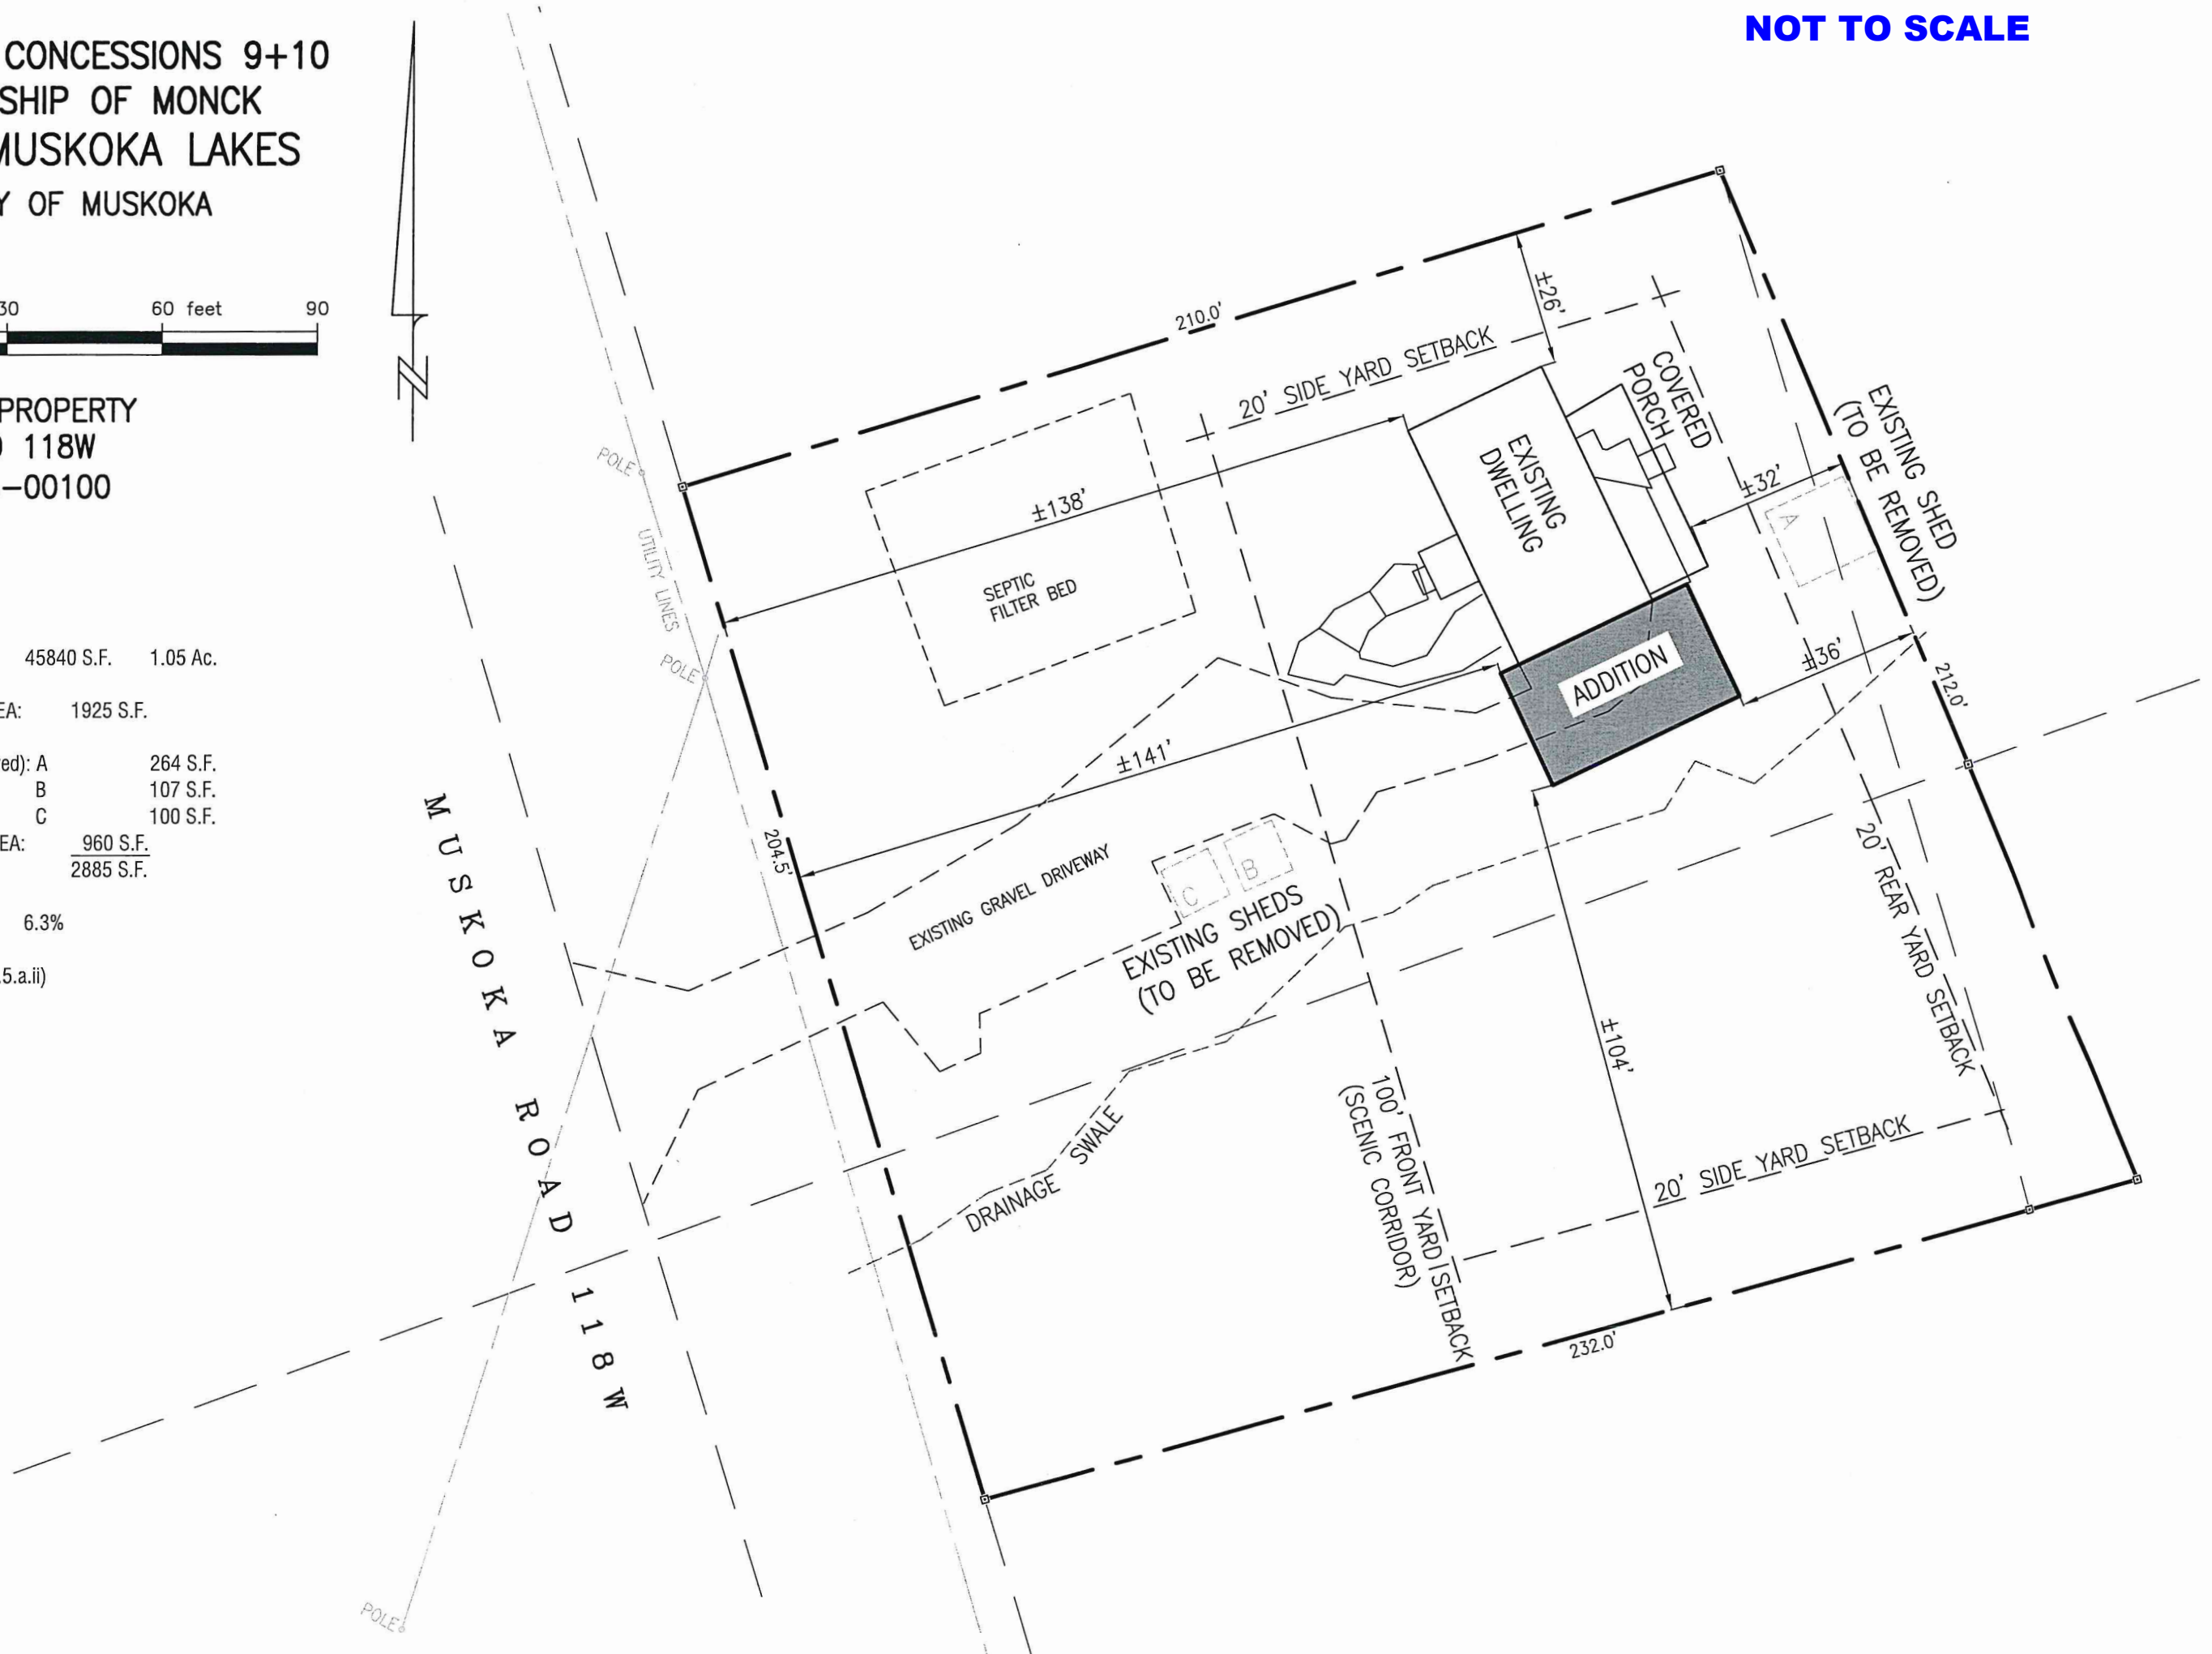 NOT TO SCALE
CONCESSIONS 9+10
SHIP OF MONCK
MUSKOKA LAKES
Y OF MUSKOKA
30 60 feet 90
N
PROPERTY
118W
-00100
45840 S.F. 1.05 Ac.
EA: 1925 S.F.
ed): A 264 S.F.
B 107 S.F.
C 100 S.F.
EA: 960 S.F.
2885 S.F.
6.3%
.5.a.ii)
210.0'
±26'
20' SIDE YARD SETBACK
COVERED
PORCH
EXISTING SHED
(TO BE REMOVED)
EXISTING
DWELLING
±32'
A
POLE
±138'
UTILITY LINES
SEPTIC
FILTER BED
POLE
ADDITION
±36'
212.0'
±141'
204.5'
EXISTING GRAVEL DRIVEWAY
C
B
EXISTING SHEDS
(TO BE REMOVED)
20' REAR YARD SETBACK
±104'
MUSKOKA ROAD 118W
DRAINAGE SWALE
100' FRONT YARD SETBACK
(SCENIC CORRIDOR)
20' SIDE YARD SETBACK
232.0'
POLE